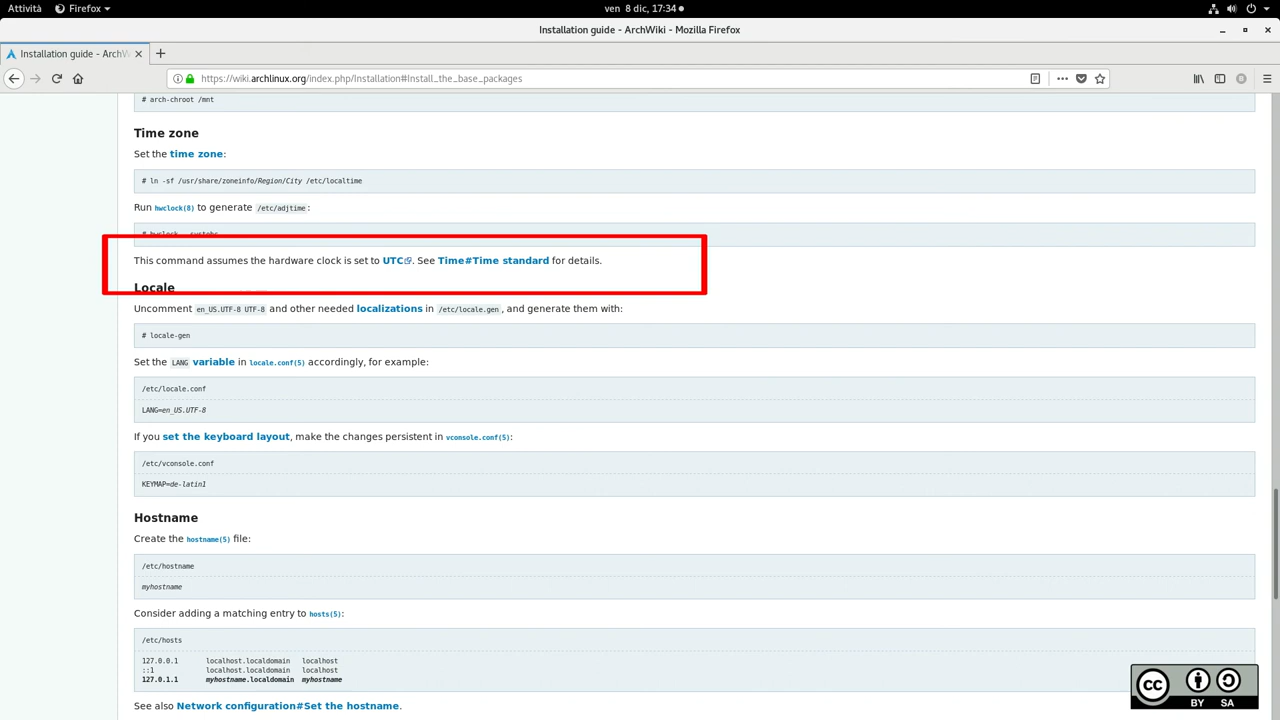 Attività Firefox ven 8 dic, 17:34
Installation guide - ArchWiki - Mozilla Firefox
Installation guide - ArchW
https://wiki.archlinux.org/index.php/Installation#Install_the_base_packages
# arch-chroot /mnt
Time zone
Set the time zone:
# ln -sf /usr/share/zoneinfo/Region/City /etc/localtime
Run hwclock(8) to generate /etc/adjtime:
# hwclock --systohc
This command assumes the hardware clock is set to UTC. See Time#Time standard for details.
Locale
Uncomment en_US.UTF-8 UTF-8 and other needed localizations in /etc/locale.gen, and generate them with:
# locale-gen
Set the LANG variable in locale.conf(5) accordingly, for example:
/etc/locale.conf
LANG=en_US.UTF-8
If you set the keyboard layout, make the changes persistent in vconsole.conf(5):
/etc/vconsole.conf
KEYMAP=de-latin1
Hostname
Create the hostname(5) file:
/etc/hostname
myhostname
Consider adding a matching entry to hosts(5):
/etc/hosts
127.0.0.1 localhost.localdomain localhost
::1 localhost.localdomain localhost
127.0.1.1 myhostname.localdomain myhostname
See also Network configuration#Set the hostname.
cc BY SA